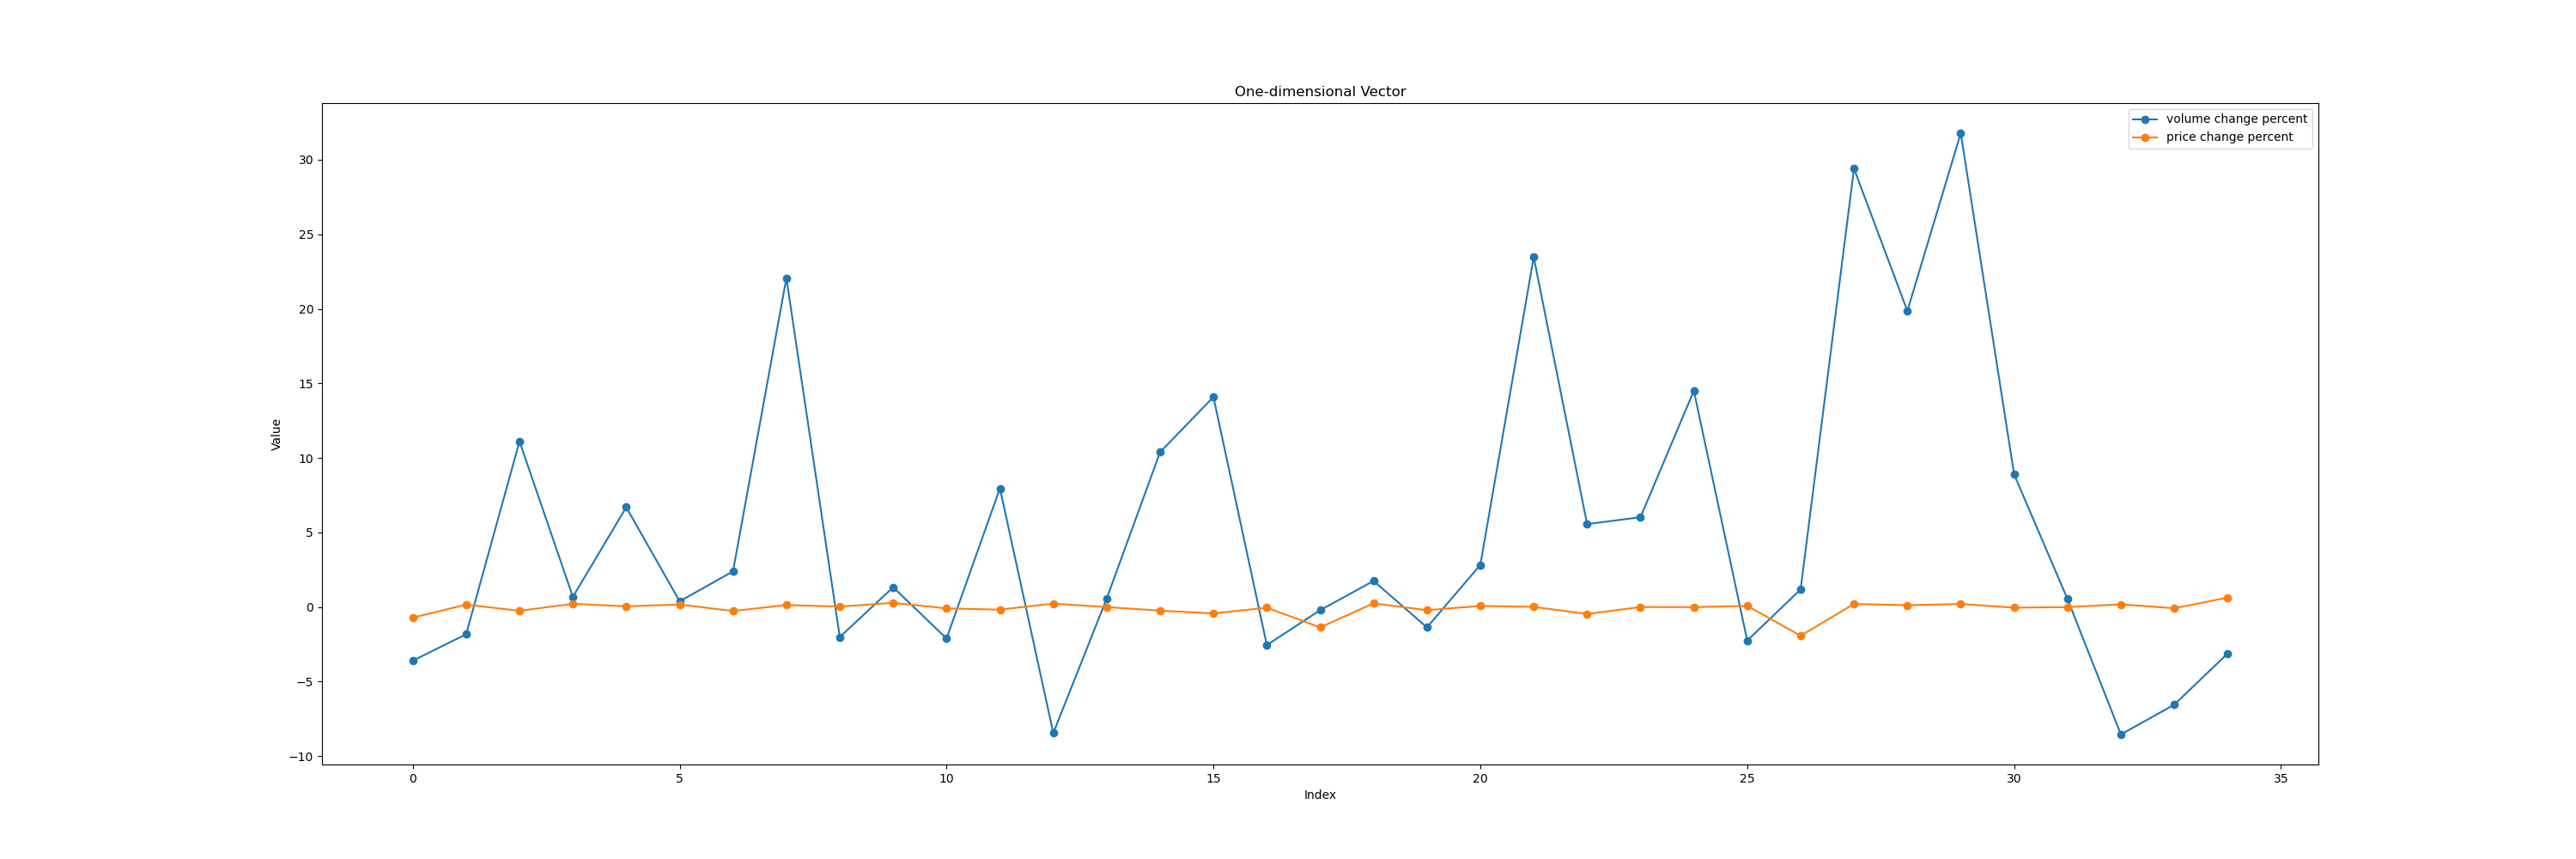 One-dimensional Vector
volume change percent
price change percent
30
25
20
15
10
5
0
−5
−10
Value
0 5 10 15 20 25 30 35
Index